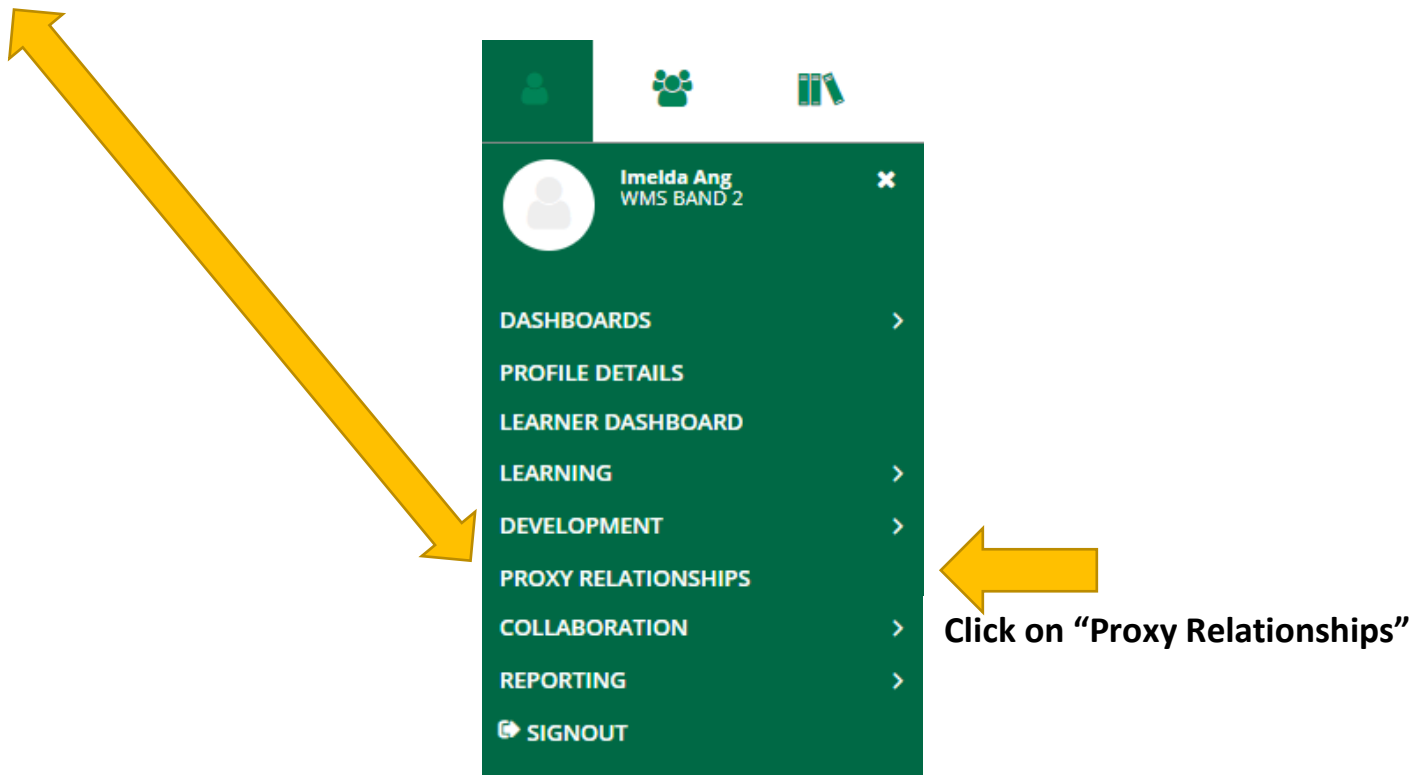 Imelda Ang
WMS BAND 2
DASHBOARDS
PROFILE DETAILS
LEARNER DASHBOARD
LEARNING
DEVELOPMENT
PROXY RELATIONSHIPS
COLLABORATION
Click on “Proxy Relationships”
REPORTING
SIGNOUT